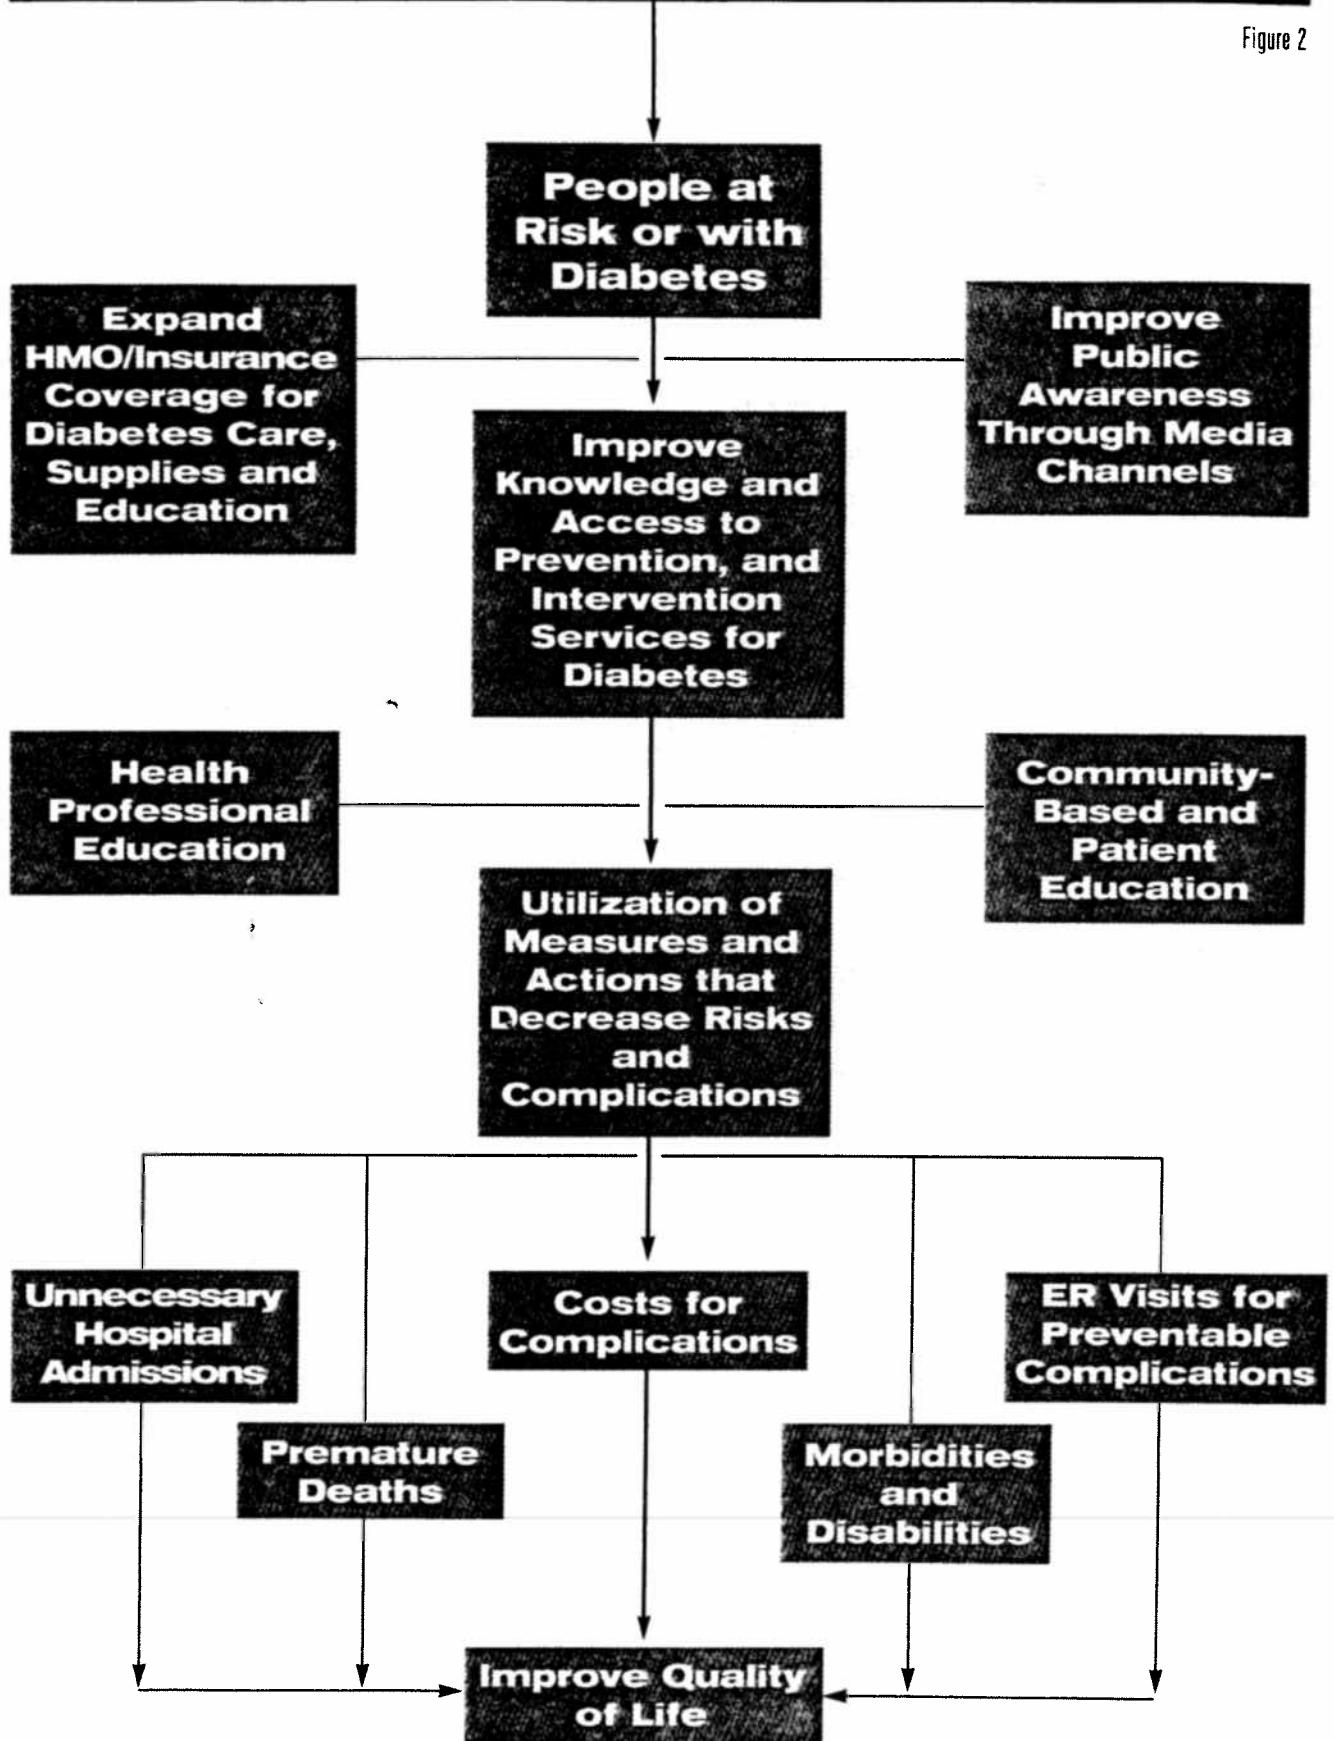 Figure 2
People at
Risk or with
Diabetes
Expand
HMO/Insurance
Coverage for
Diabetes Care,
Supplies and
Education
Improve
Public
Awareness
Through Media
Channels
Improve
Knowledge and
Access to
Prevention, and
Intervention
Services for
Diabetes
Health
Professional
Education
Community-
Based and
Patient
Education
Utilization of
Measures and
Actions that
Decrease Risks
and
Complications
Unnecessary
Hospital
Admissions
Costs for
Complications
ER Visits for
Preventable
Complications
Premature
Deaths
Morbidities
and
Disabilities
Improve Quality
of Life